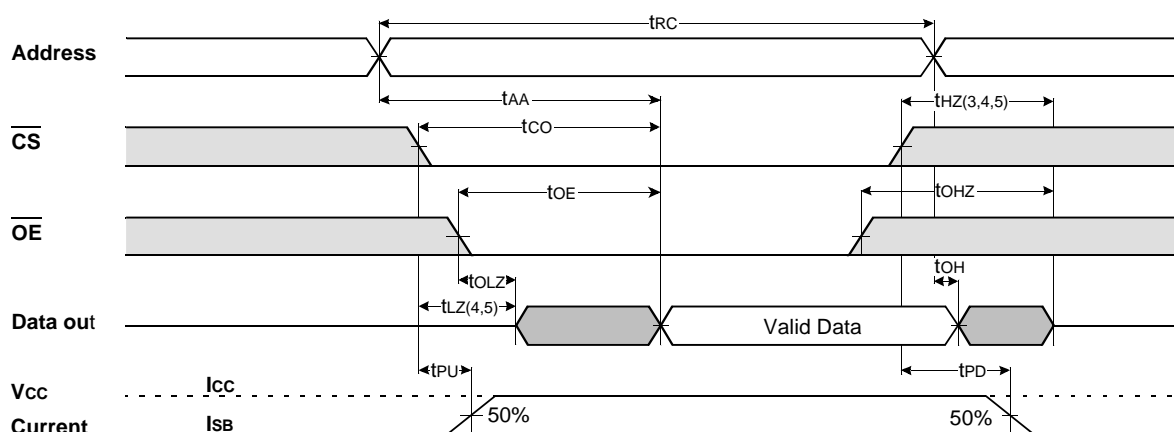 tRC
Address
tAA
tHZ(3,4,5)
tCO
CS
tOE
tOHZ
OE
tOH
tOLZ
tLZ(4,5)
Data out
Valid Data
tPU
tPD
VCC
ICC
50%
50%
Current
ISB